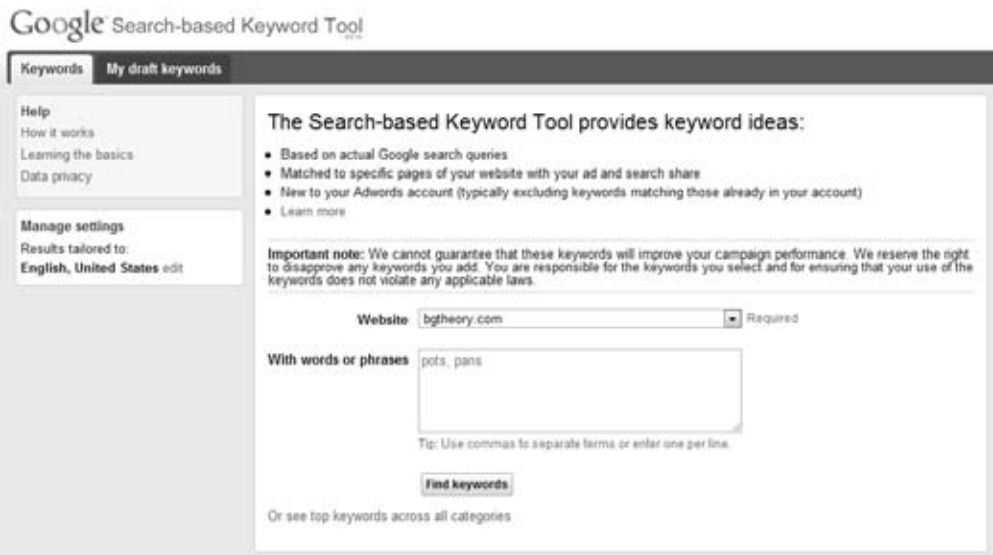 Google Search-based Keyword Tool
BETA
Keywords My draft keywords
Help
How it works
Learning the basics
Data privacy
Manage settings
Results tailored to:
English, United States edit
The Search-based Keyword Tool provides keyword ideas:
• Based on actual Google search queries
• Matched to specific pages of your website with your ad and search share
• New to your Adwords account (typically excluding keywords matching those already in your account)
• Learn more
Important note: We cannot guarantee that these keywords will improve your campaign performance. We reserve the right
to disapprove any keywords you add. You are responsible for the keywords you select and for ensuring that your use of the
keywords does not violate any applicable laws.
Website bgtheory.com Required
With words or phrases pots, pans
Tip: Use commas to separate terms or enter one per line.
Find keywords
Or see top keywords across all categories